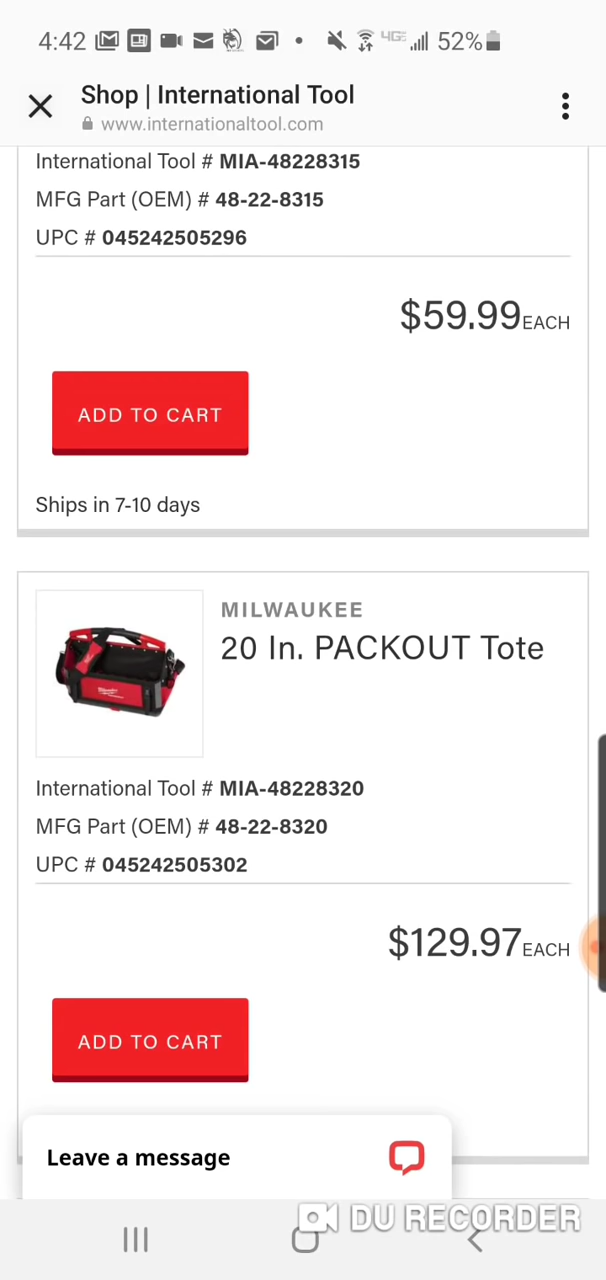 4:42
4GE
52%
Shop | International Tool
www.internationaltool.com
International Tool # MIA-48228315
MFG Part (OEM) # 48-22-8315
UPC # 045242505296
$59.99EACH
ADD TO CART
Ships in 7-10 days
MILWAUKEE
20 In. PACKOUT Tote
International Tool # MIA-48228320
MFG Part (OEM) # 48-22-8320
UPC # 045242505302
$129.97EACH
ADD TO CART
Leave a message
DU RECORDER